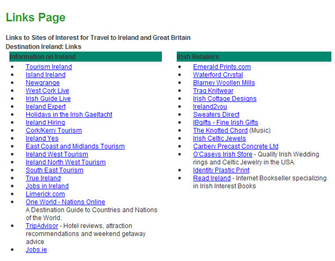 Links Page
Links to Sites of Interest for Travel to Ireland and Great Britain
Destination Ireland: Links
Information on Ireland
Tourism Ireland
Island Ireland
Newgrange
West Cork Live
Irish Guide Live
Ireland Expert
Holidays in the Irish Gaeltacht
Ireland Hiring
Cork/Kerry Tourism
Ireland Yes
East Coast and Midlands Tourism
Ireland West Tourism
Ireland North West Tourism
South East Tourism
True Ireland
Jobs in Ireland
Limerick.com
One World - Nations Online
A Destination Guide to Countries and Nations
of the World.
TripAdvisor - Hotel reviews, attraction
recommendations and weekend getaway
advice
Jobs.ie
Irish Retailers
Emerald Prints.com
Waterford Crystal
Blarney Woollen Mills
Traq Knitwear
Irish Cottage Designs
Ireland2you
Sweaters Direct
iBgifts - Fine Irish Gifts
The Knotted Chord (Music)
Irish Celtic Jewels
Carbery Precast Concrete Ltd
O'Caseys Irish Store - Quality Irish Wedding
rings and Celtic Jewelry in the USA.
Identity Plastic Print
Read Ireland - Internet Bookseller specializing
in Irish Interest Books